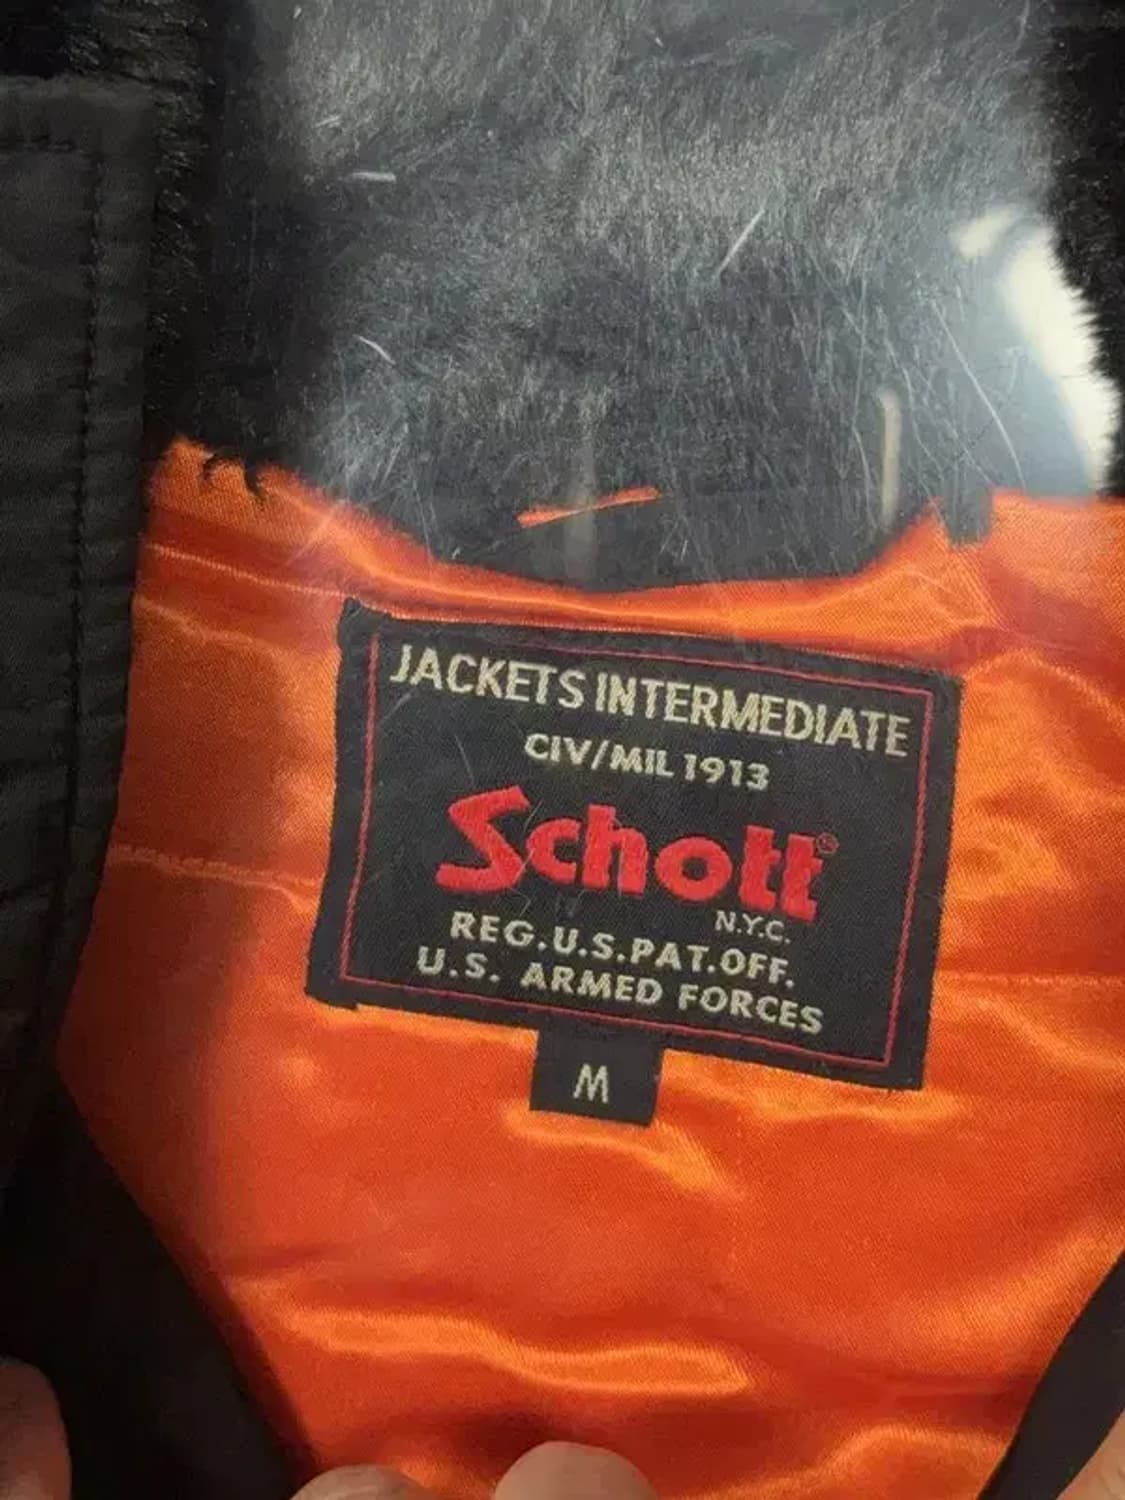 JACKETS INTERMEDIATE
CIV/MIL 1913
Schott®
N.Y.C.
REG.U.S.PAT.OFF.
U.S. ARMED FORCES
M